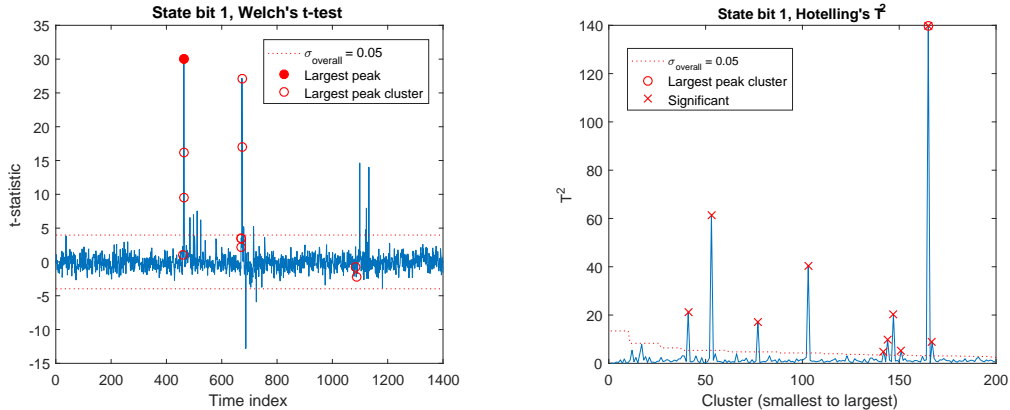 State bit 1, Welch's t-test
35
30
25
20
15
10
5
0
-5
-10
-15
t-statistic
σoverall = 0.05
Largest peak
Largest peak cluster
0 200 400 600 800 1000 1200 1400
Time index
State bit 1, Hotelling's T²
140
120
100
80
60
40
20
0
T²
σoverall = 0.05
Largest peak cluster
Significant
0 50 100 150 200
Cluster (smallest to largest)